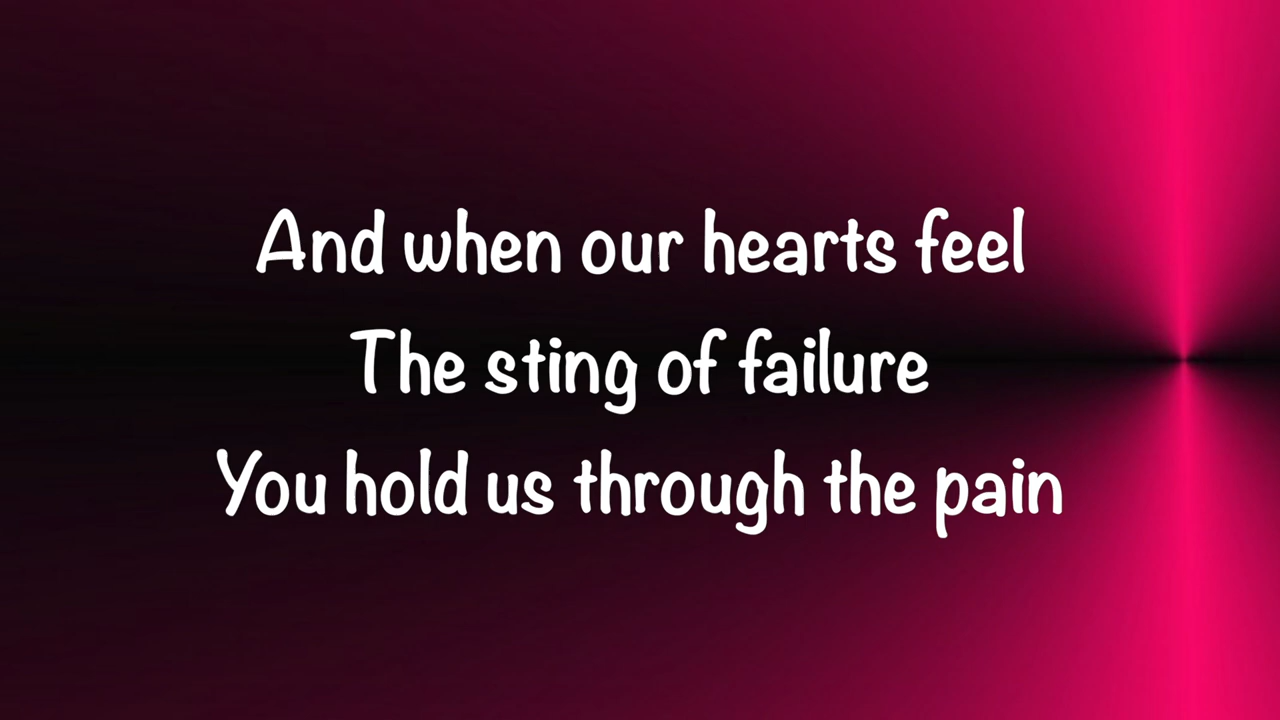 And when our hearts feel
The sting of failure
You hold us through the pain